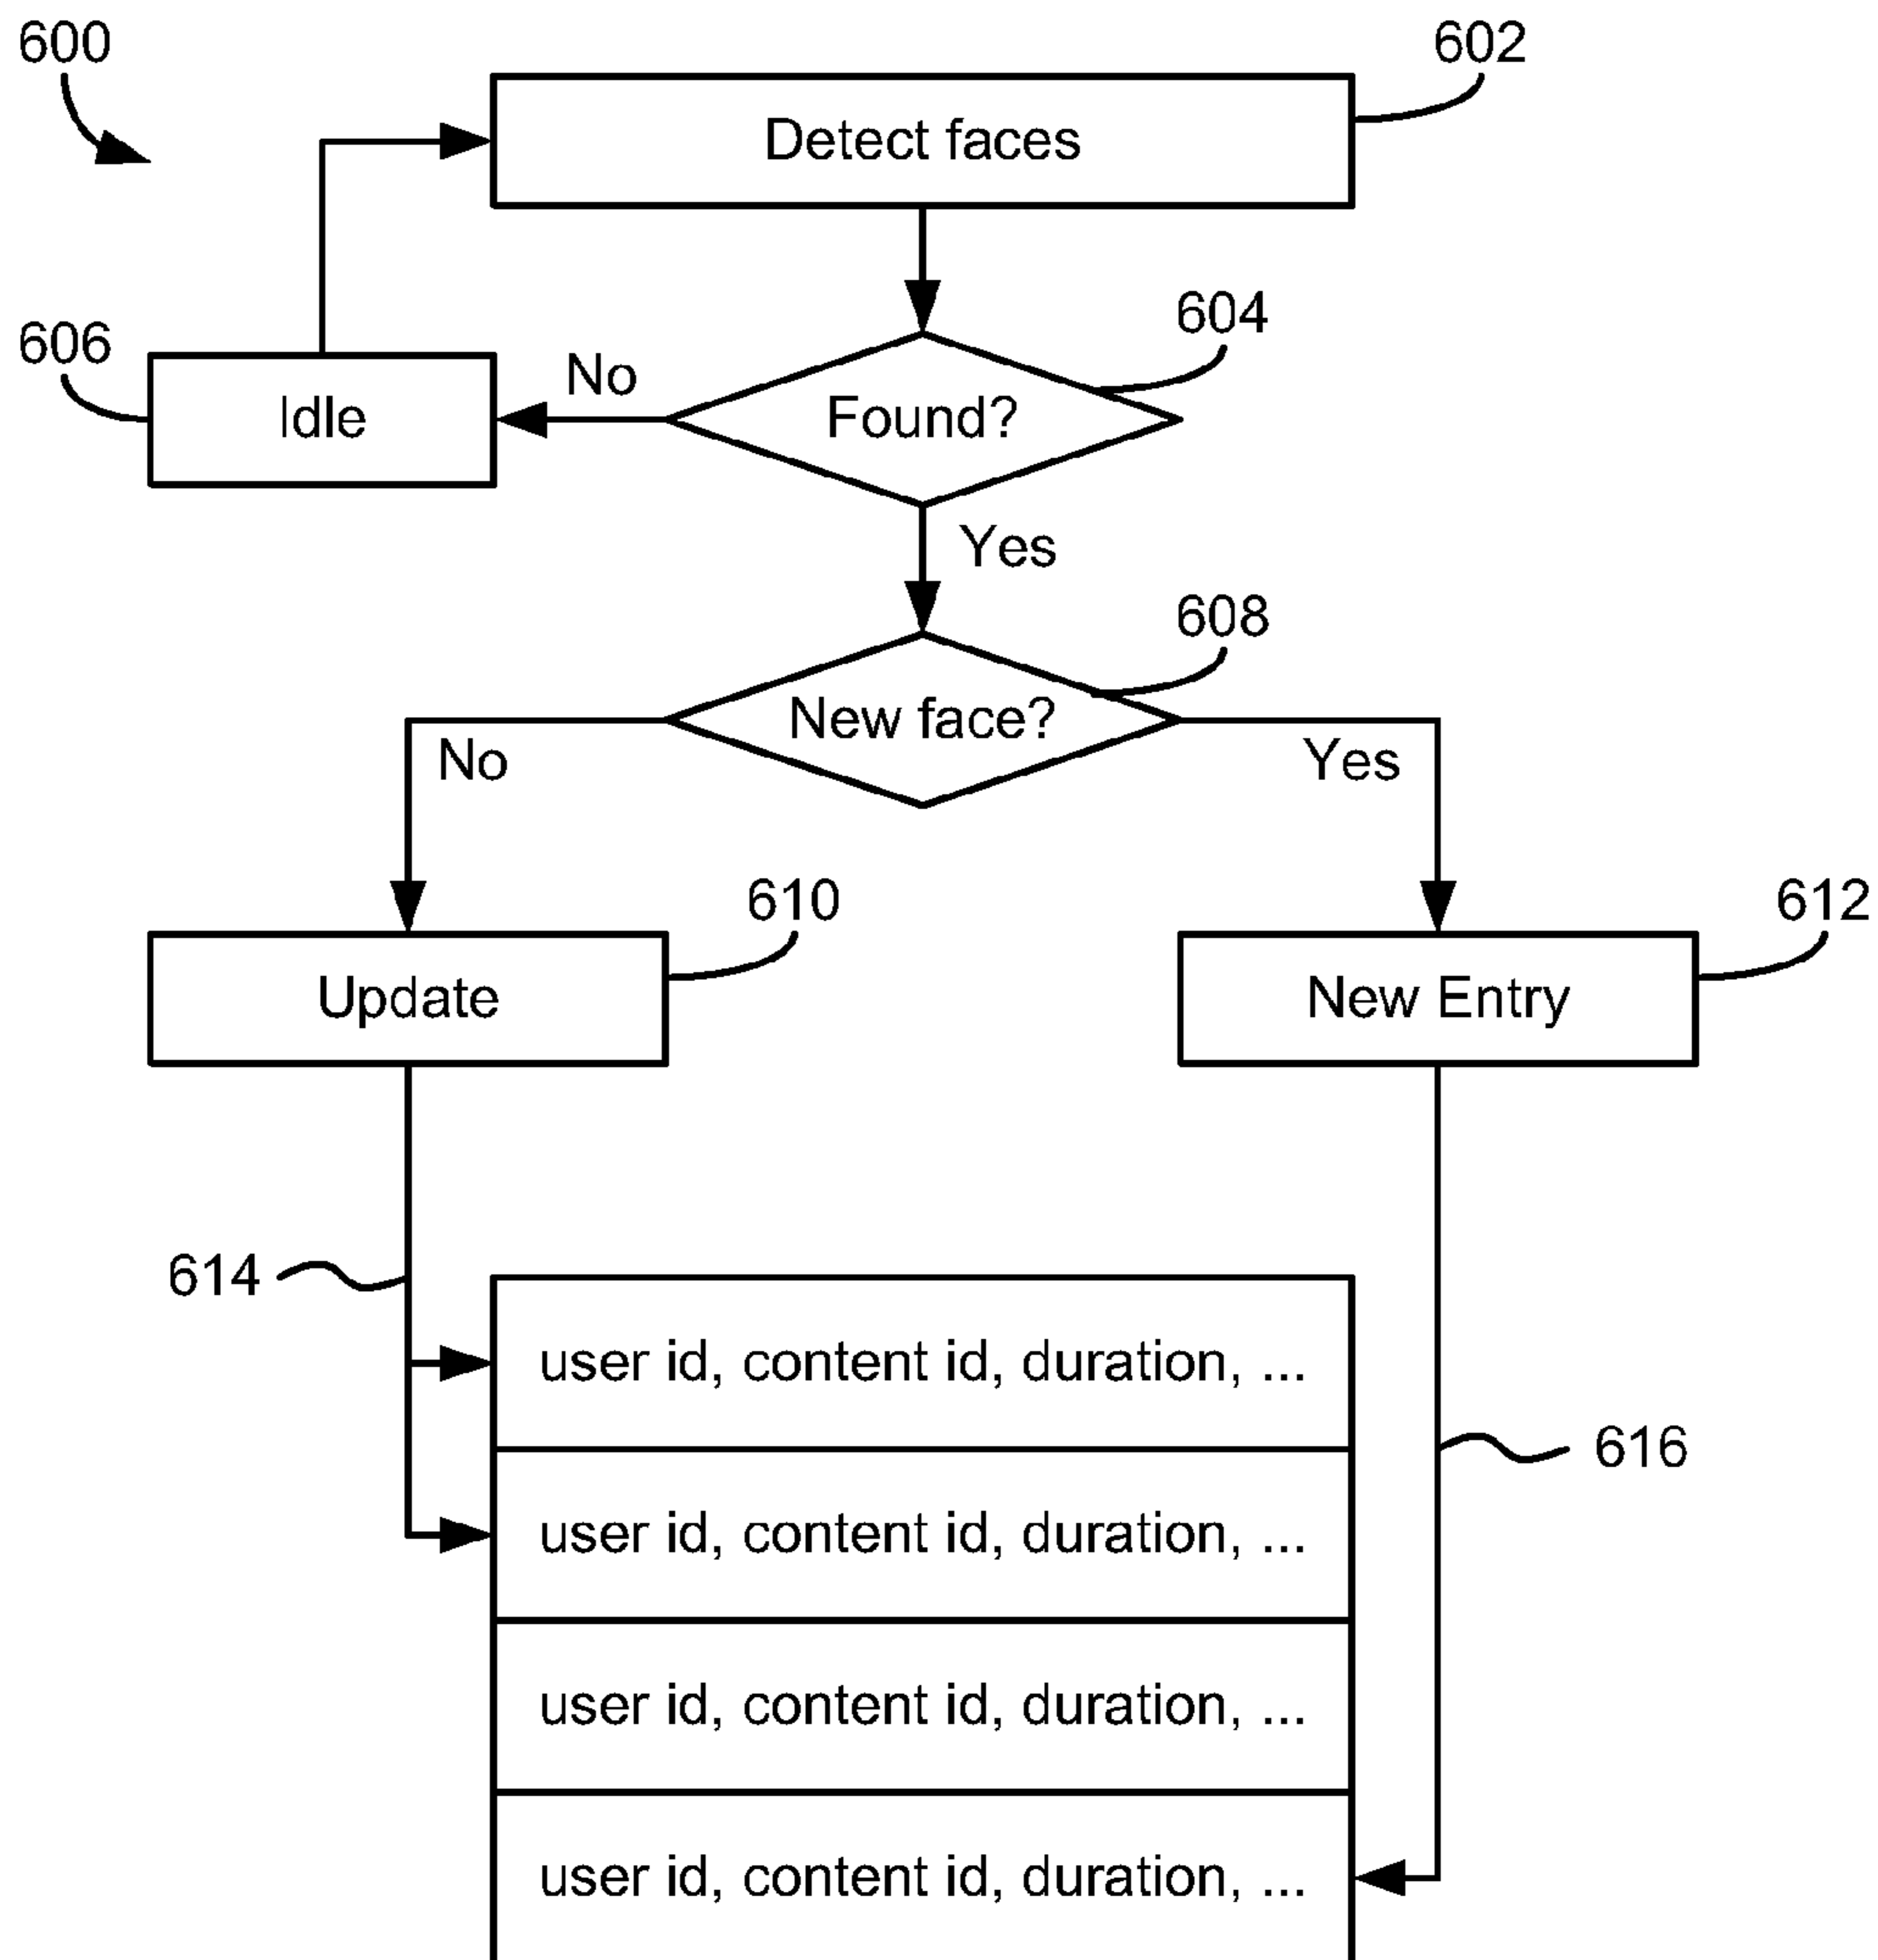 600
602
Detect faces
604
606
No
Idle
Found?
Yes
608
New face?
No
Yes
610
612
Update
New Entry
614
user id, content id, duration, ...
616
user id, content id, duration, ...
user id, content id, duration, ...
user id, content id, duration, ...